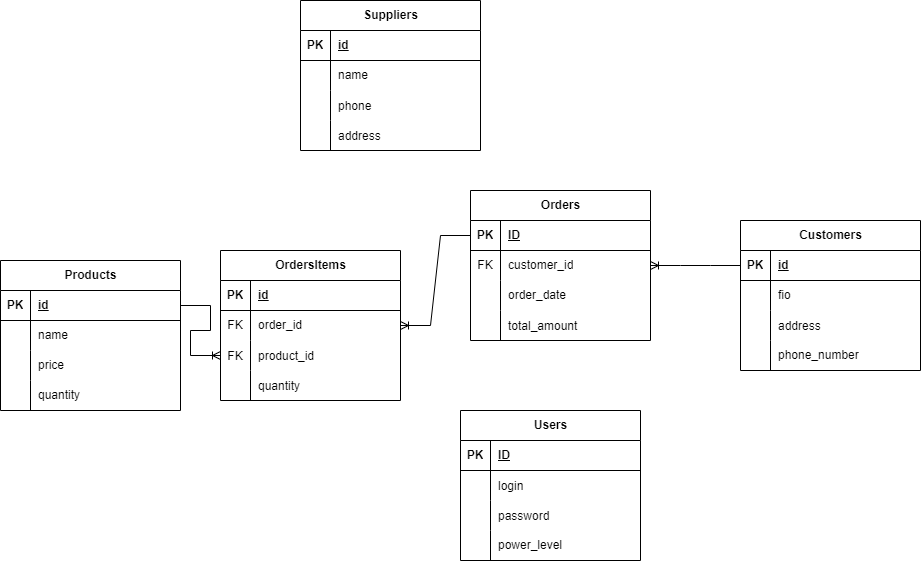 Suppliers
PK id
name
phone
address
Orders
PK ID
FK customer_id
order_date
total_amount
Customers
PK id
fio
address
phone_number
OrdersItems
PK id
FK order_id
FK product_id
quantity
Products
PK id
name
price
quantity
Users
PK ID
login
password
power_level